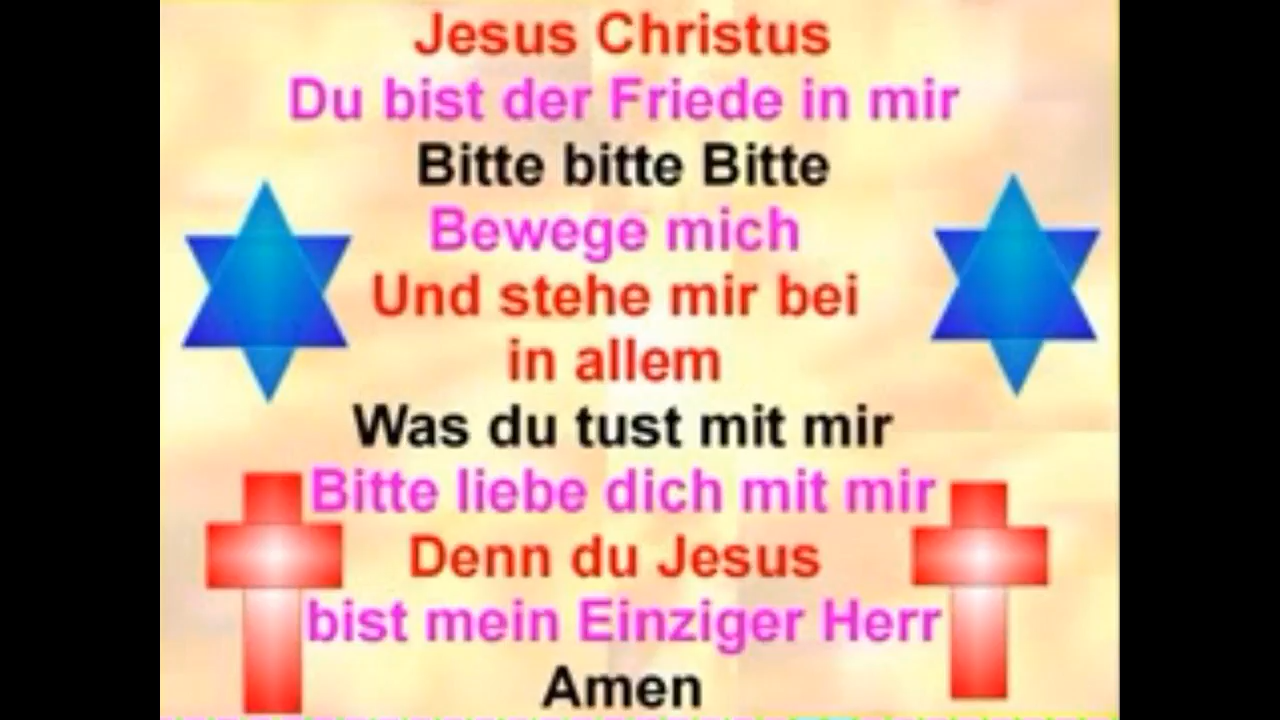 Jesus Christus
Du bist der Friede in mir
Bitte bitte Bitte
Bewege mich
Und stehe mir bei
in allem
Was du tust mit mir
Bitte liebe dich mit mir
Denn du Jesus
bist mein Einziger Herr
Amen